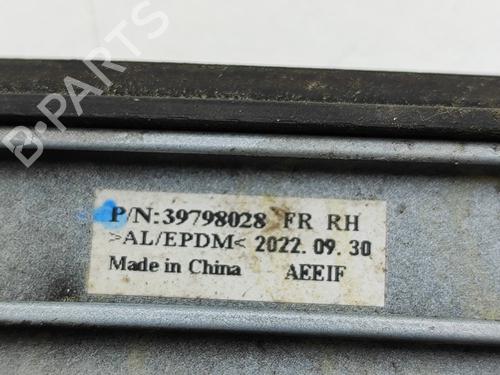 B-PARTS
P/N:39798028 FR RH
>AL/EPDM< 2022.09.30
Made in China AEEIF